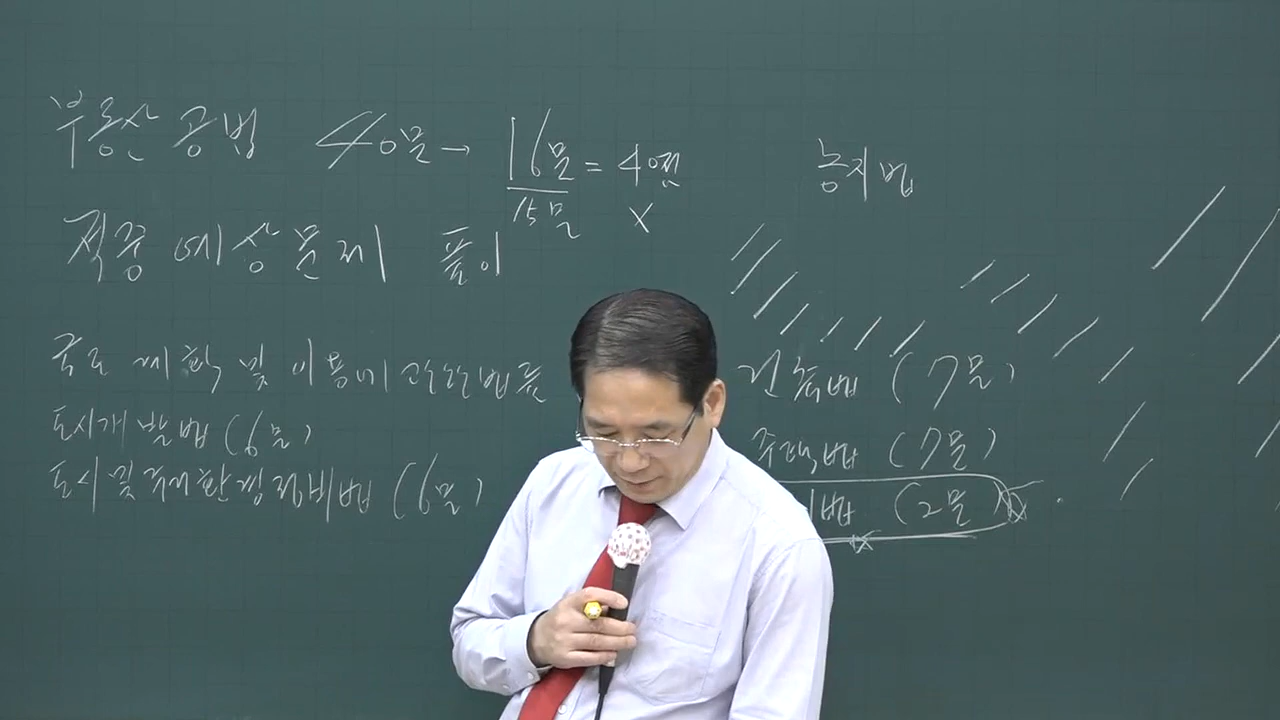 부동산 공법 40문 → 16문 = 40점
15문 X
농지법
적중 예상문제 풀이
국토계획 및 이용에 관한 법률
건축법 (7문)
도시개발법 (6문)
주택법 (7문)
도시 및 주거환경정비법 (6문)
법 (2문)